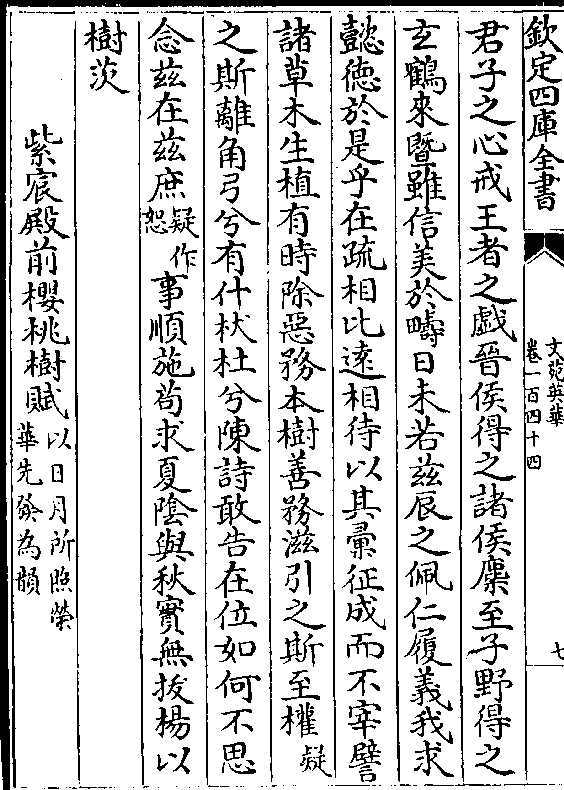 欽定四庫全書
文苑英華
卷一百四十四
七
君子之心戒王者之戲晉侯得之諸侯麇至子野得之
玄鶴來暨雖信美於疇日未若兹辰之佩仁履義我求
懿德於是乎在疏相比遠相待以其彚征成而不宰譬
諸草木生植有時除惡務本樹善務滋引之斯至權疑
之斯離角弓兮有什杕杜兮陳詩敢告在位如何不思
念兹在兹庶疑作恕事順施茍求夏隂與秋實無拔楊以
樹茨
紫宸殿前櫻桃樹賦以日月所照榮華先發為韻